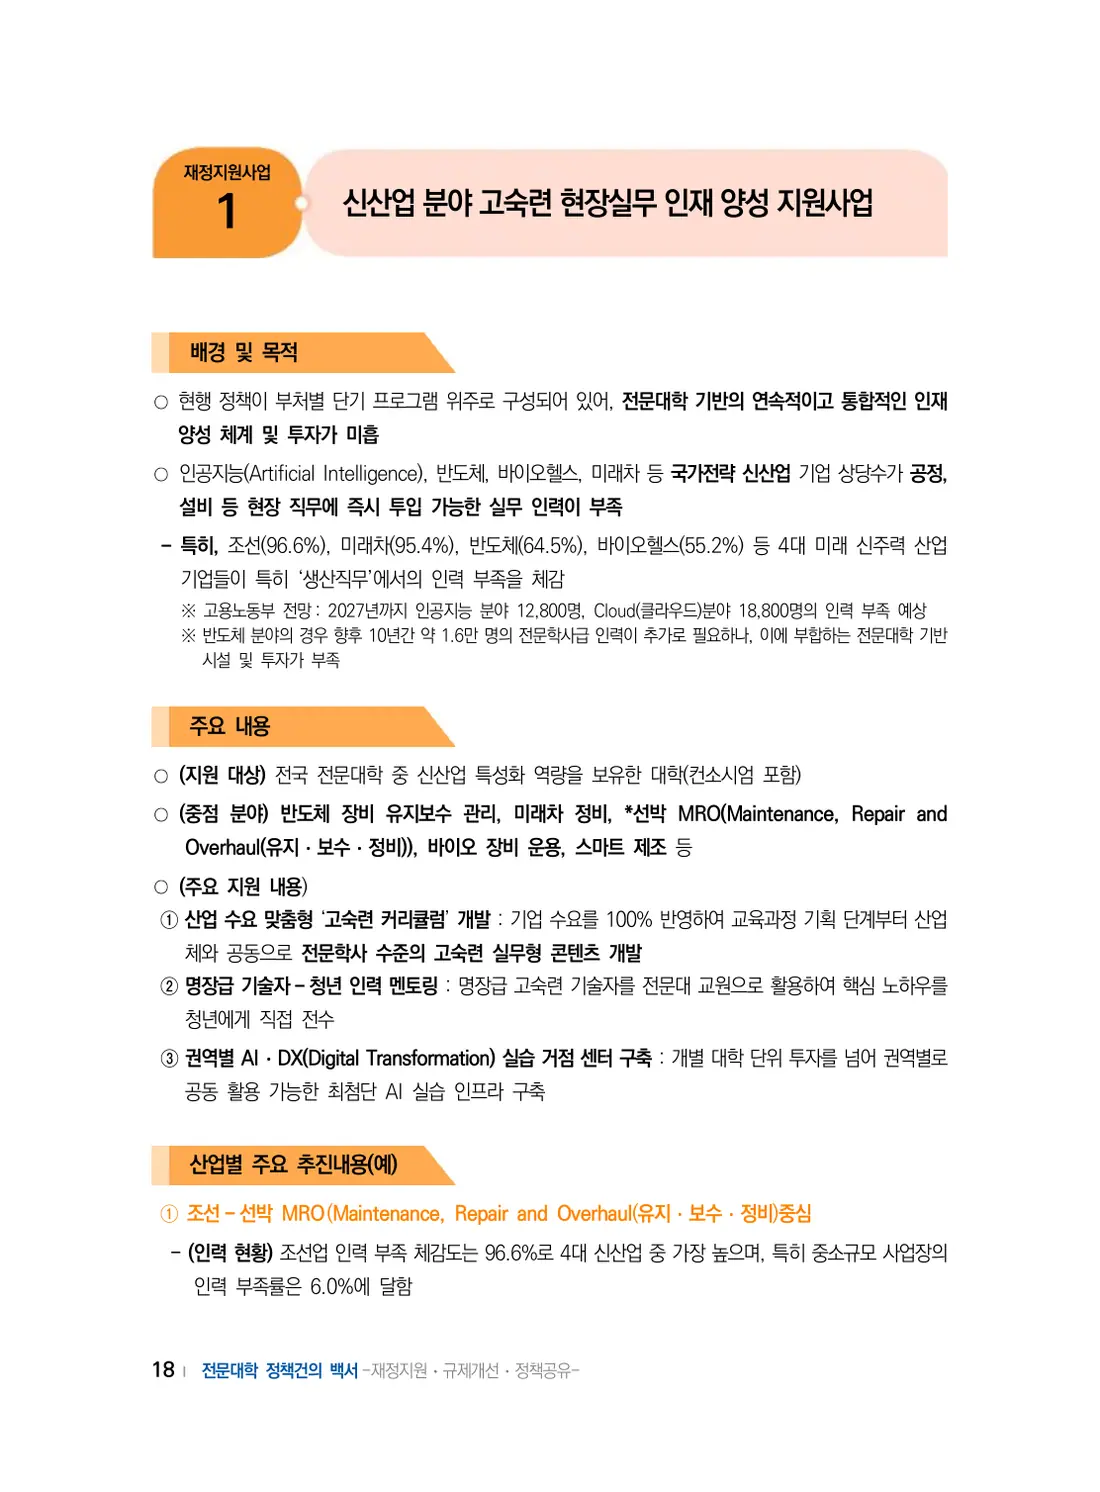 재정지원사업
1
신산업 분야 고숙련 현장실무 인재 양성 지원사업
배경 및 목적
○ 현행 정책이 부처별 단기 프로그램 위주로 구성되어 있어, 전문대학 기반의 연속적이고 통합적인 인재
양성 체계 및 투자가 미흡
○ 인공지능(Artificial Intelligence), 반도체, 바이오헬스, 미래차 등 국가전략 신산업 기업 상당수가 공정,
설비 등 현장 직무에 즉시 투입 가능한 실무 인력이 부족
- 특히, 조선(96.6%), 미래차(95.4%), 반도체(64.5%), 바이오헬스(55.2%) 등 4대 미래 신주력 산업
기업들이 특히 ‘생산직무’에서의 인력 부족을 체감
※ 고용노동부 전망 : 2027년까지 인공지능 분야 12,800명, Cloud(클라우드)분야 18,800명의 인력 부족 예상
※ 반도체 분야의 경우 향후 10년간 약 1.6만 명의 전문학사급 인력이 추가로 필요하나, 이에 부합하는 전문대학 기반
시설 및 투자가 부족
주요 내용
○ (지원 대상) 전국 전문대학 중 신산업 특성화 역량을 보유한 대학(컨소시엄 포함)
○ (중점 분야) 반도체 장비 유지보수 관리, 미래차 정비, *선박 MRO(Maintenance, Repair and
Overhaul(유지·보수·정비)), 바이오 장비 운용, 스마트 제조 등
○ (주요 지원 내용)
① 산업 수요 맞춤형 ‘고숙련 커리큘럼’ 개발 : 기업 수요를 100% 반영하여 교육과정 기획 단계부터 산업
체와 공동으로 전문학사 수준의 고숙련 실무형 콘텐츠 개발
② 명장급 기술자-청년 인력 멘토링 : 명장급 고숙련 기술자를 전문대 교원으로 활용하여 핵심 노하우를
청년에게 직접 전수
③ 권역별 AI·DX(Digital Transformation) 실습 거점 센터 구축 : 개별 대학 단위 투자를 넘어 권역별로
공동 활용 가능한 최첨단 AI 실습 인프라 구축
산업별 주요 추진내용(예)
① 조선-선박 MRO(Maintenance, Repair and Overhaul(유지·보수·정비)중심
- (인력 현황) 조선업 인력 부족 체감도는 96.6%로 4대 신산업 중 가장 높으며, 특히 중소규모 사업장의
인력 부족률은 6.0%에 달함
18 | 전문대학 정책건의 백서 -재정지원·규제개선·정책공유-